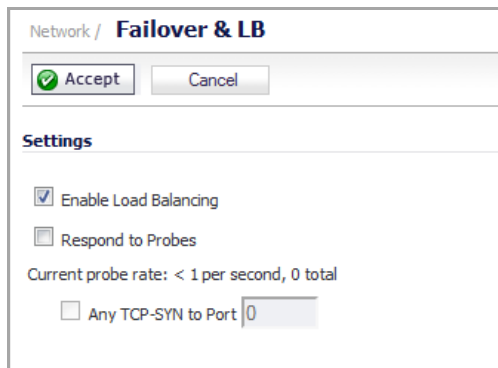 Network / Failover & LB
Accept Cancel
Settings
Enable Load Balancing
Respond to Probes
Current probe rate: < 1 per second, 0 total
Any TCP-SYN to Port 0